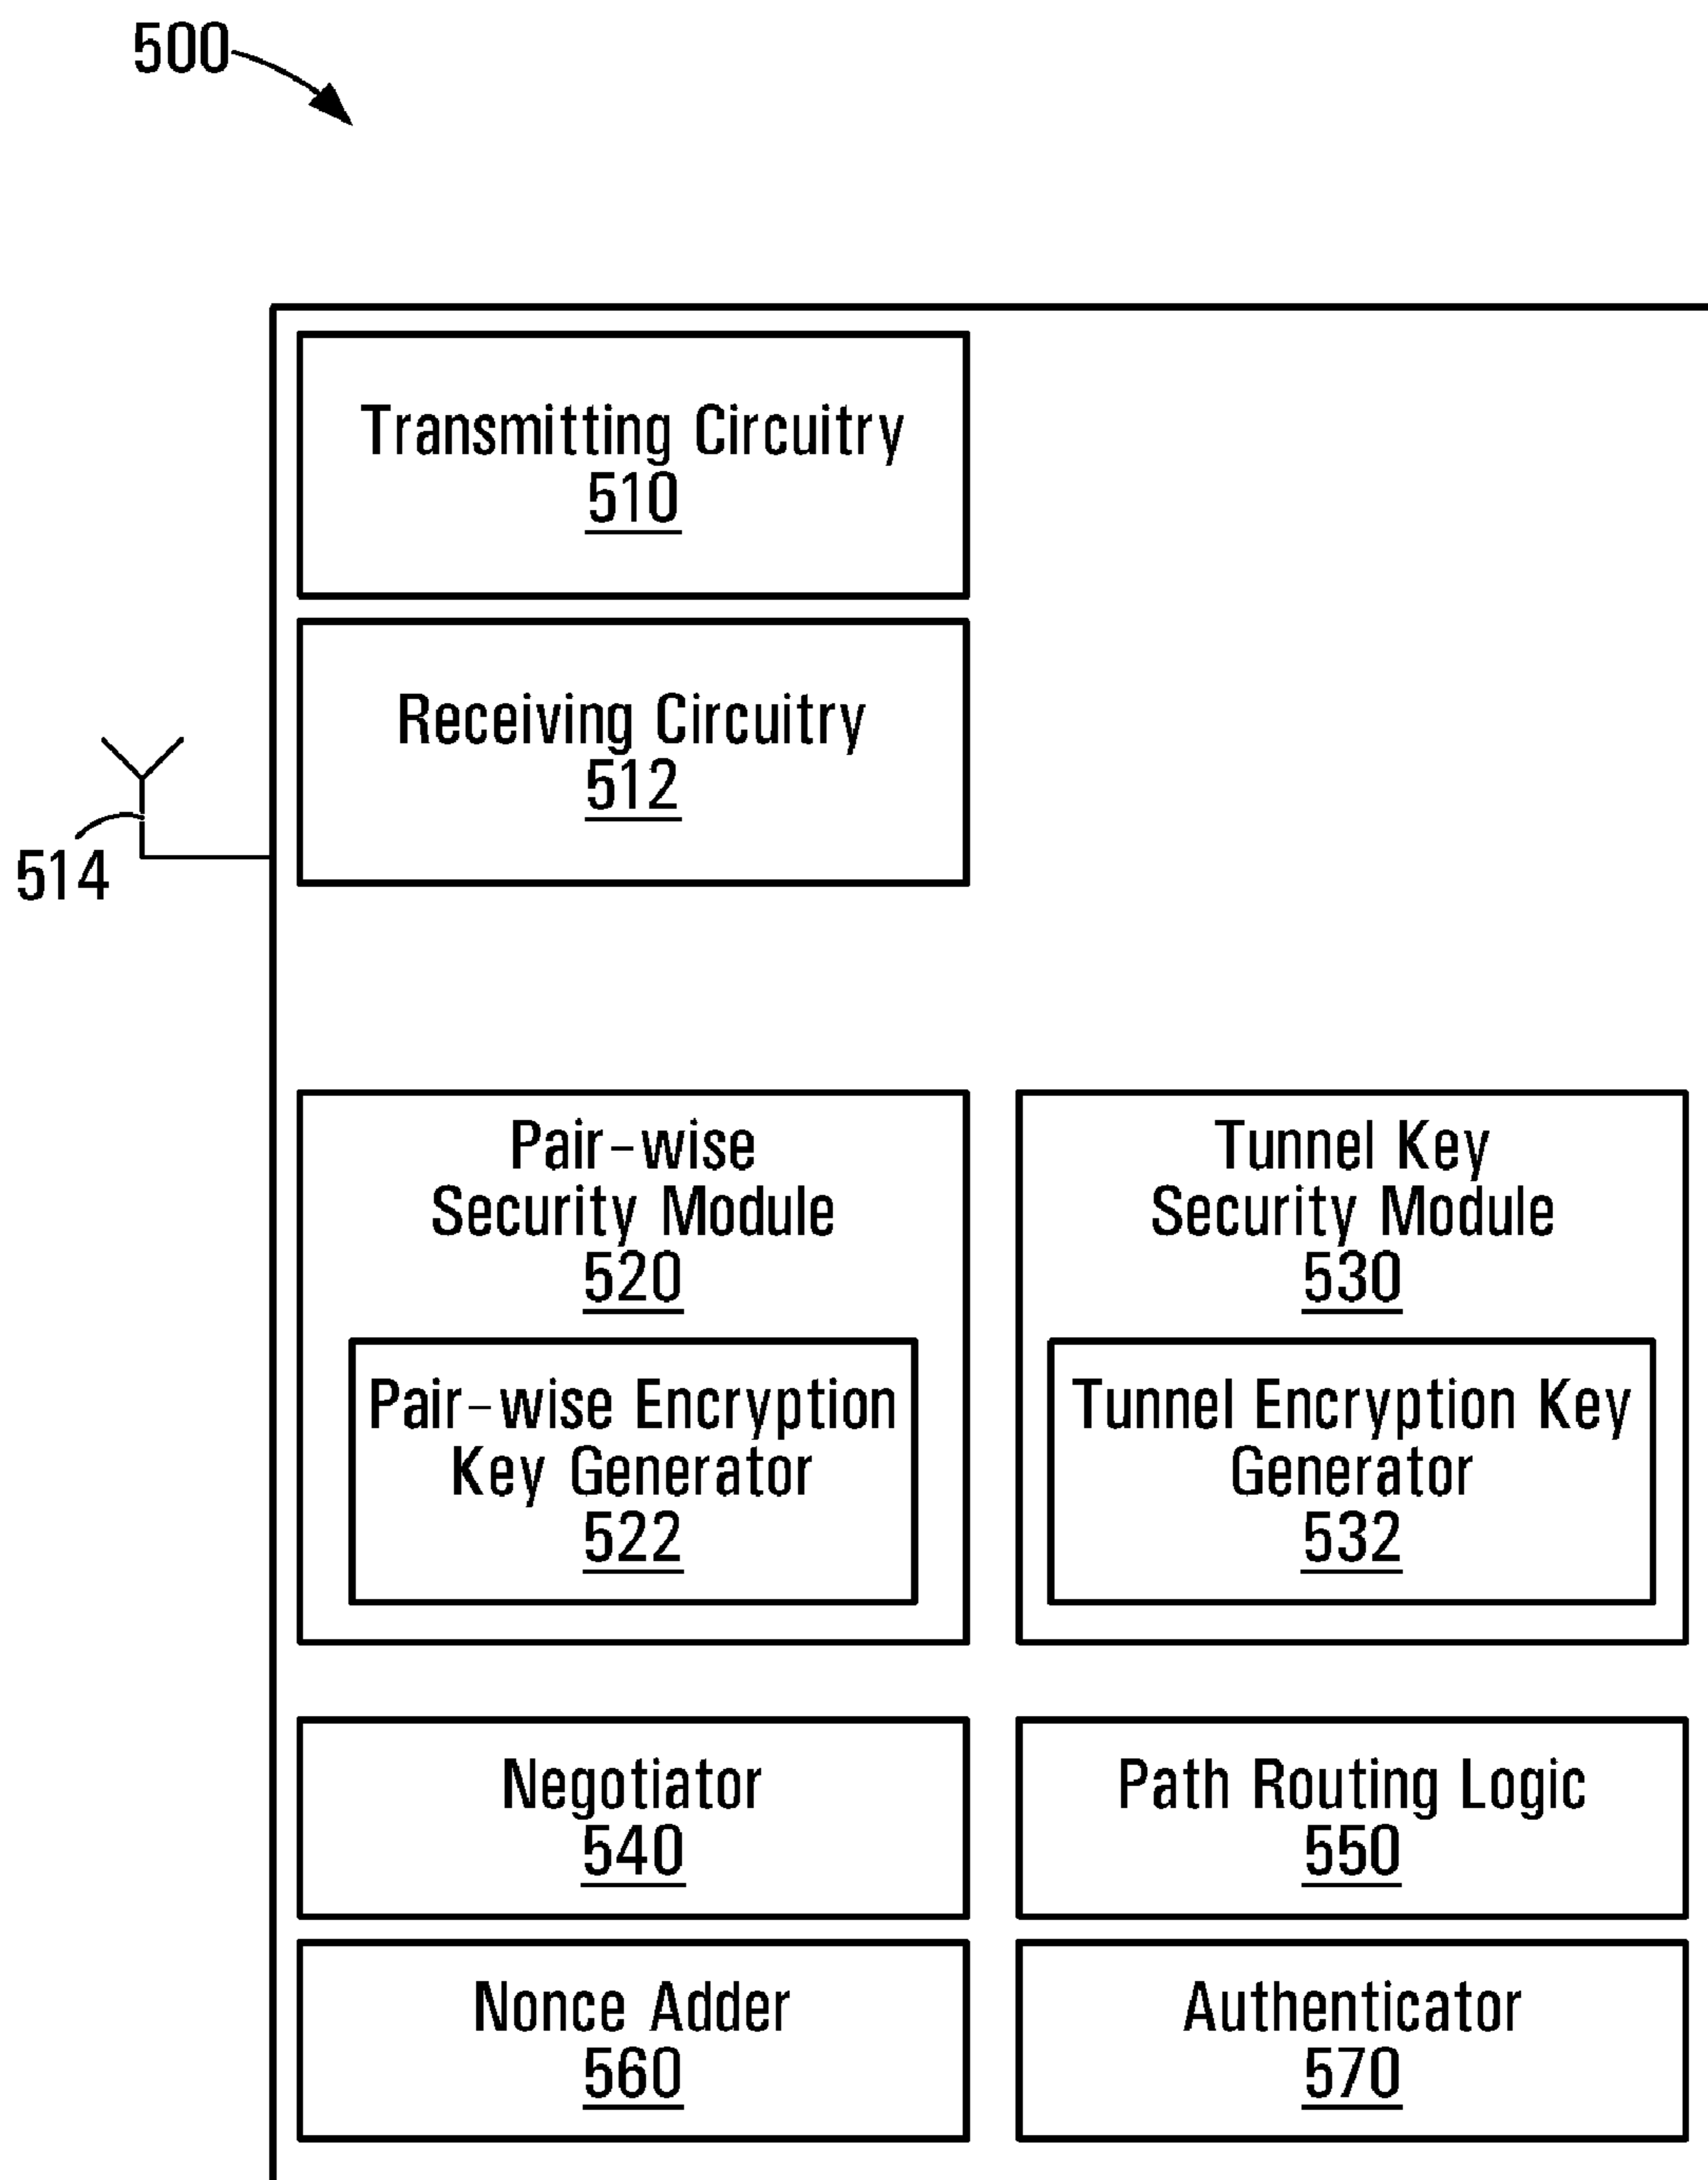 500
Transmitting Circuitry
510
Receiving Circuitry
512
514
Pair-wise
Security Module
520
Pair-wise Encryption
Key Generator
522
Tunnel Key
Security Module
530
Tunnel Encryption Key
Generator
532
Negotiator
540
Path Routing Logic
550
Nonce Adder
560
Authenticator
570